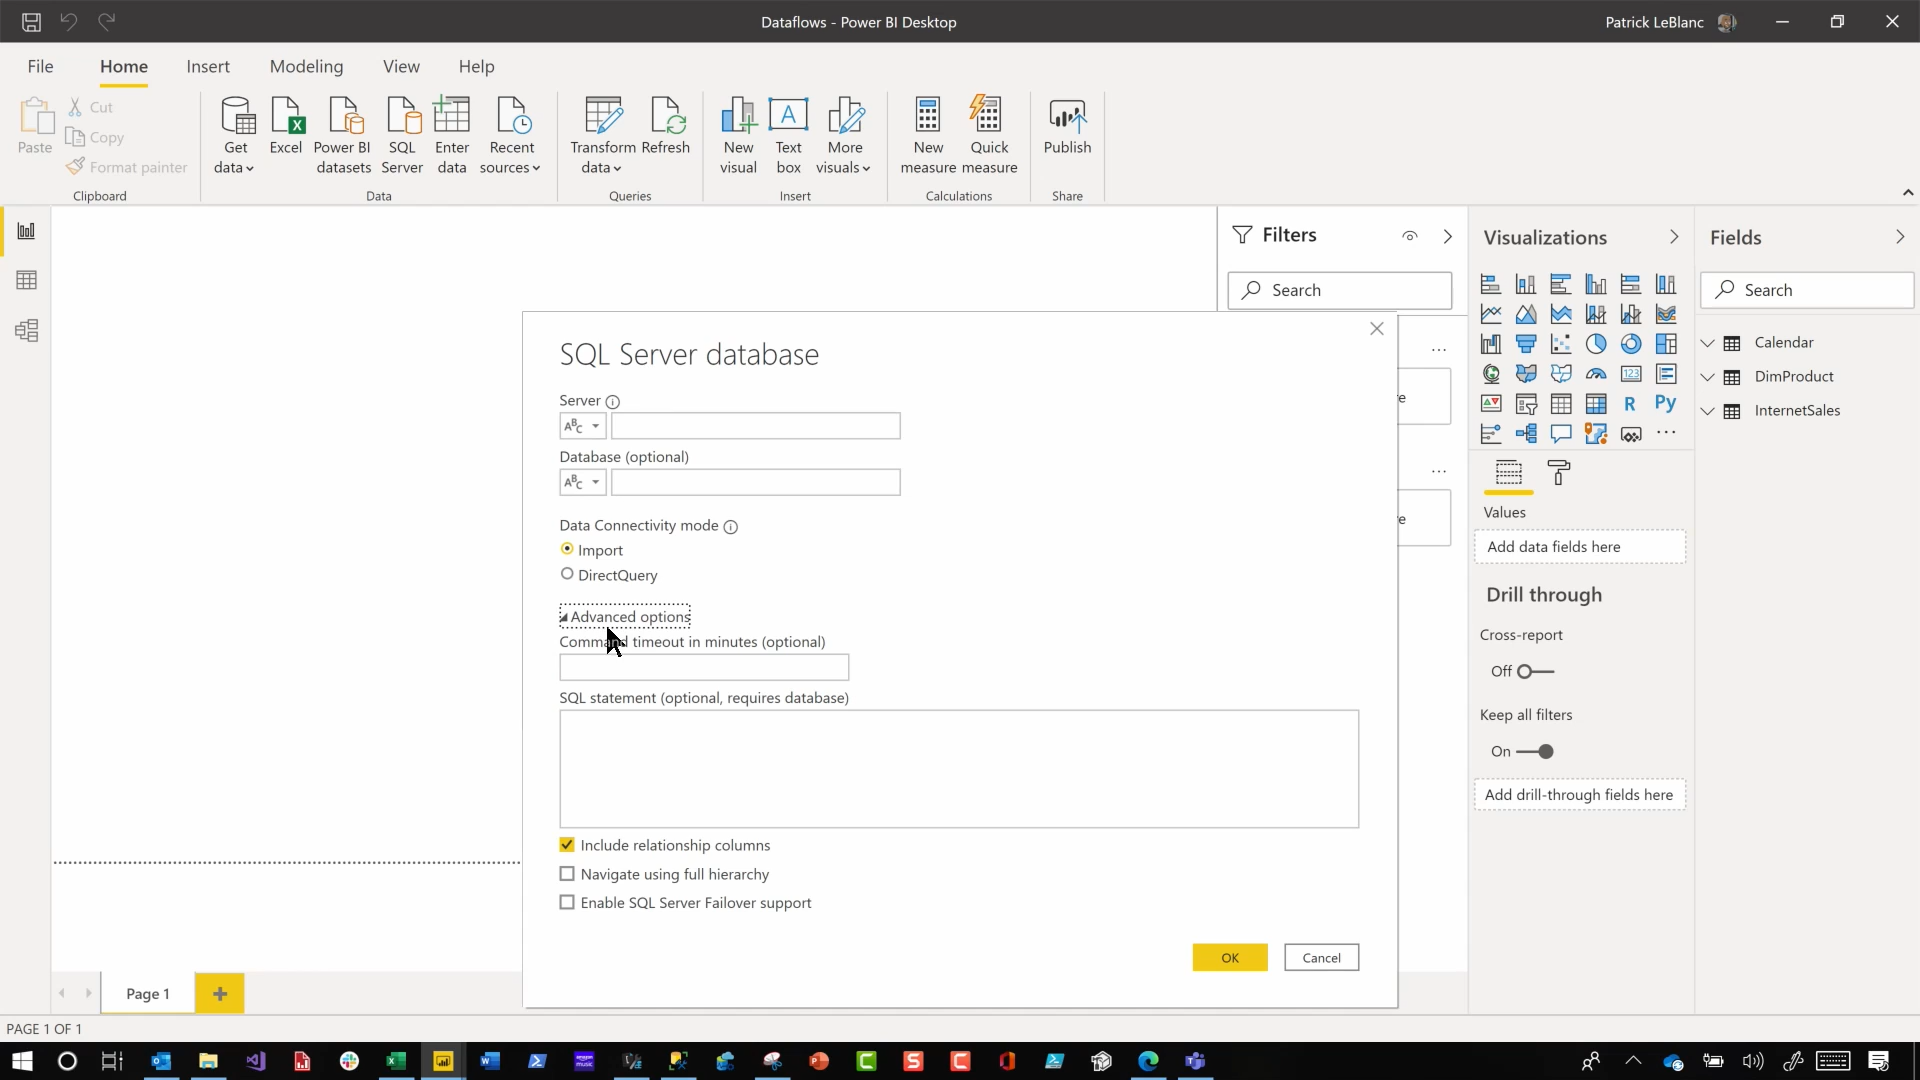 Dataflows - Power BI Desktop
Patrick LeBlanc
File
Home
Insert
Modeling
View
Help
Paste
Cut
Copy
Format painter
Clipboard
Get
data
Excel
Power BI
datasets
SQL
Server
Enter
data
Recent
sources
Data
Transform
data
Refresh
Queries
New
visual
Text
box
More
visuals
Insert
New
measure
Quick
measure
Calculations
Publish
Share
Filters
Search
Visualizations
Fields
Search
Calendar
DimProduct
InternetSales
R
Py
123
Values
Add data fields here
Drill through
Cross-report
Off
Keep all filters
On
Add drill-through fields here
SQL Server database
Server
ABC
Database (optional)
ABC
Data Connectivity mode
Import
DirectQuery
Advanced options
Command timeout in minutes (optional)
SQL statement (optional, requires database)
Include relationship columns
Navigate using full hierarchy
Enable SQL Server Failover support
OK
Cancel
Page 1
PAGE 1 OF 1